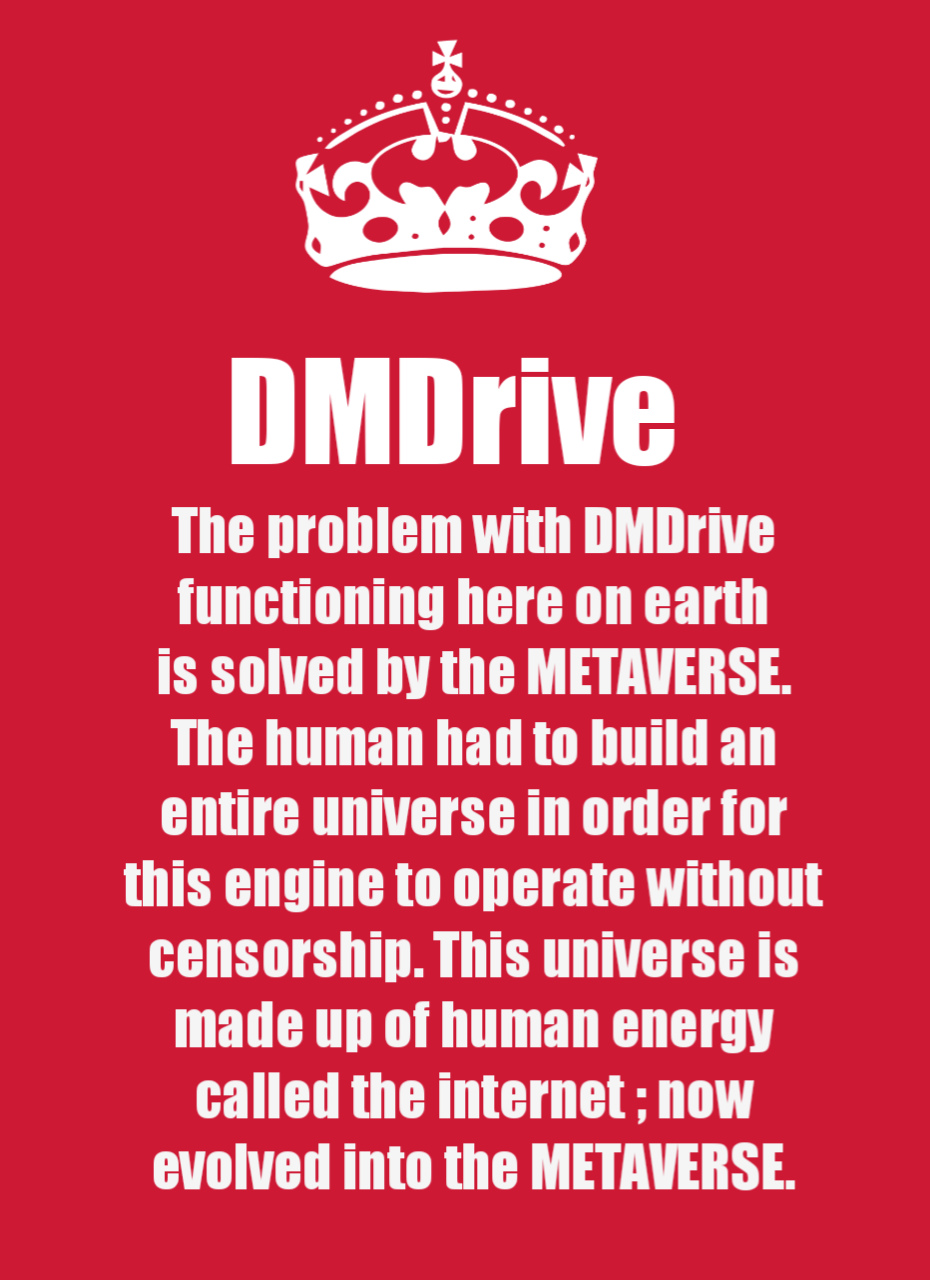 DMDrive
The problem with DMDrive
functioning here on earth
is solved by the METAVERSE.
The human had to build an
entire universe in order for
this engine to operate without
censorship. This universe is
made up of human energy
called the internet ; now
evolved into the METAVERSE.